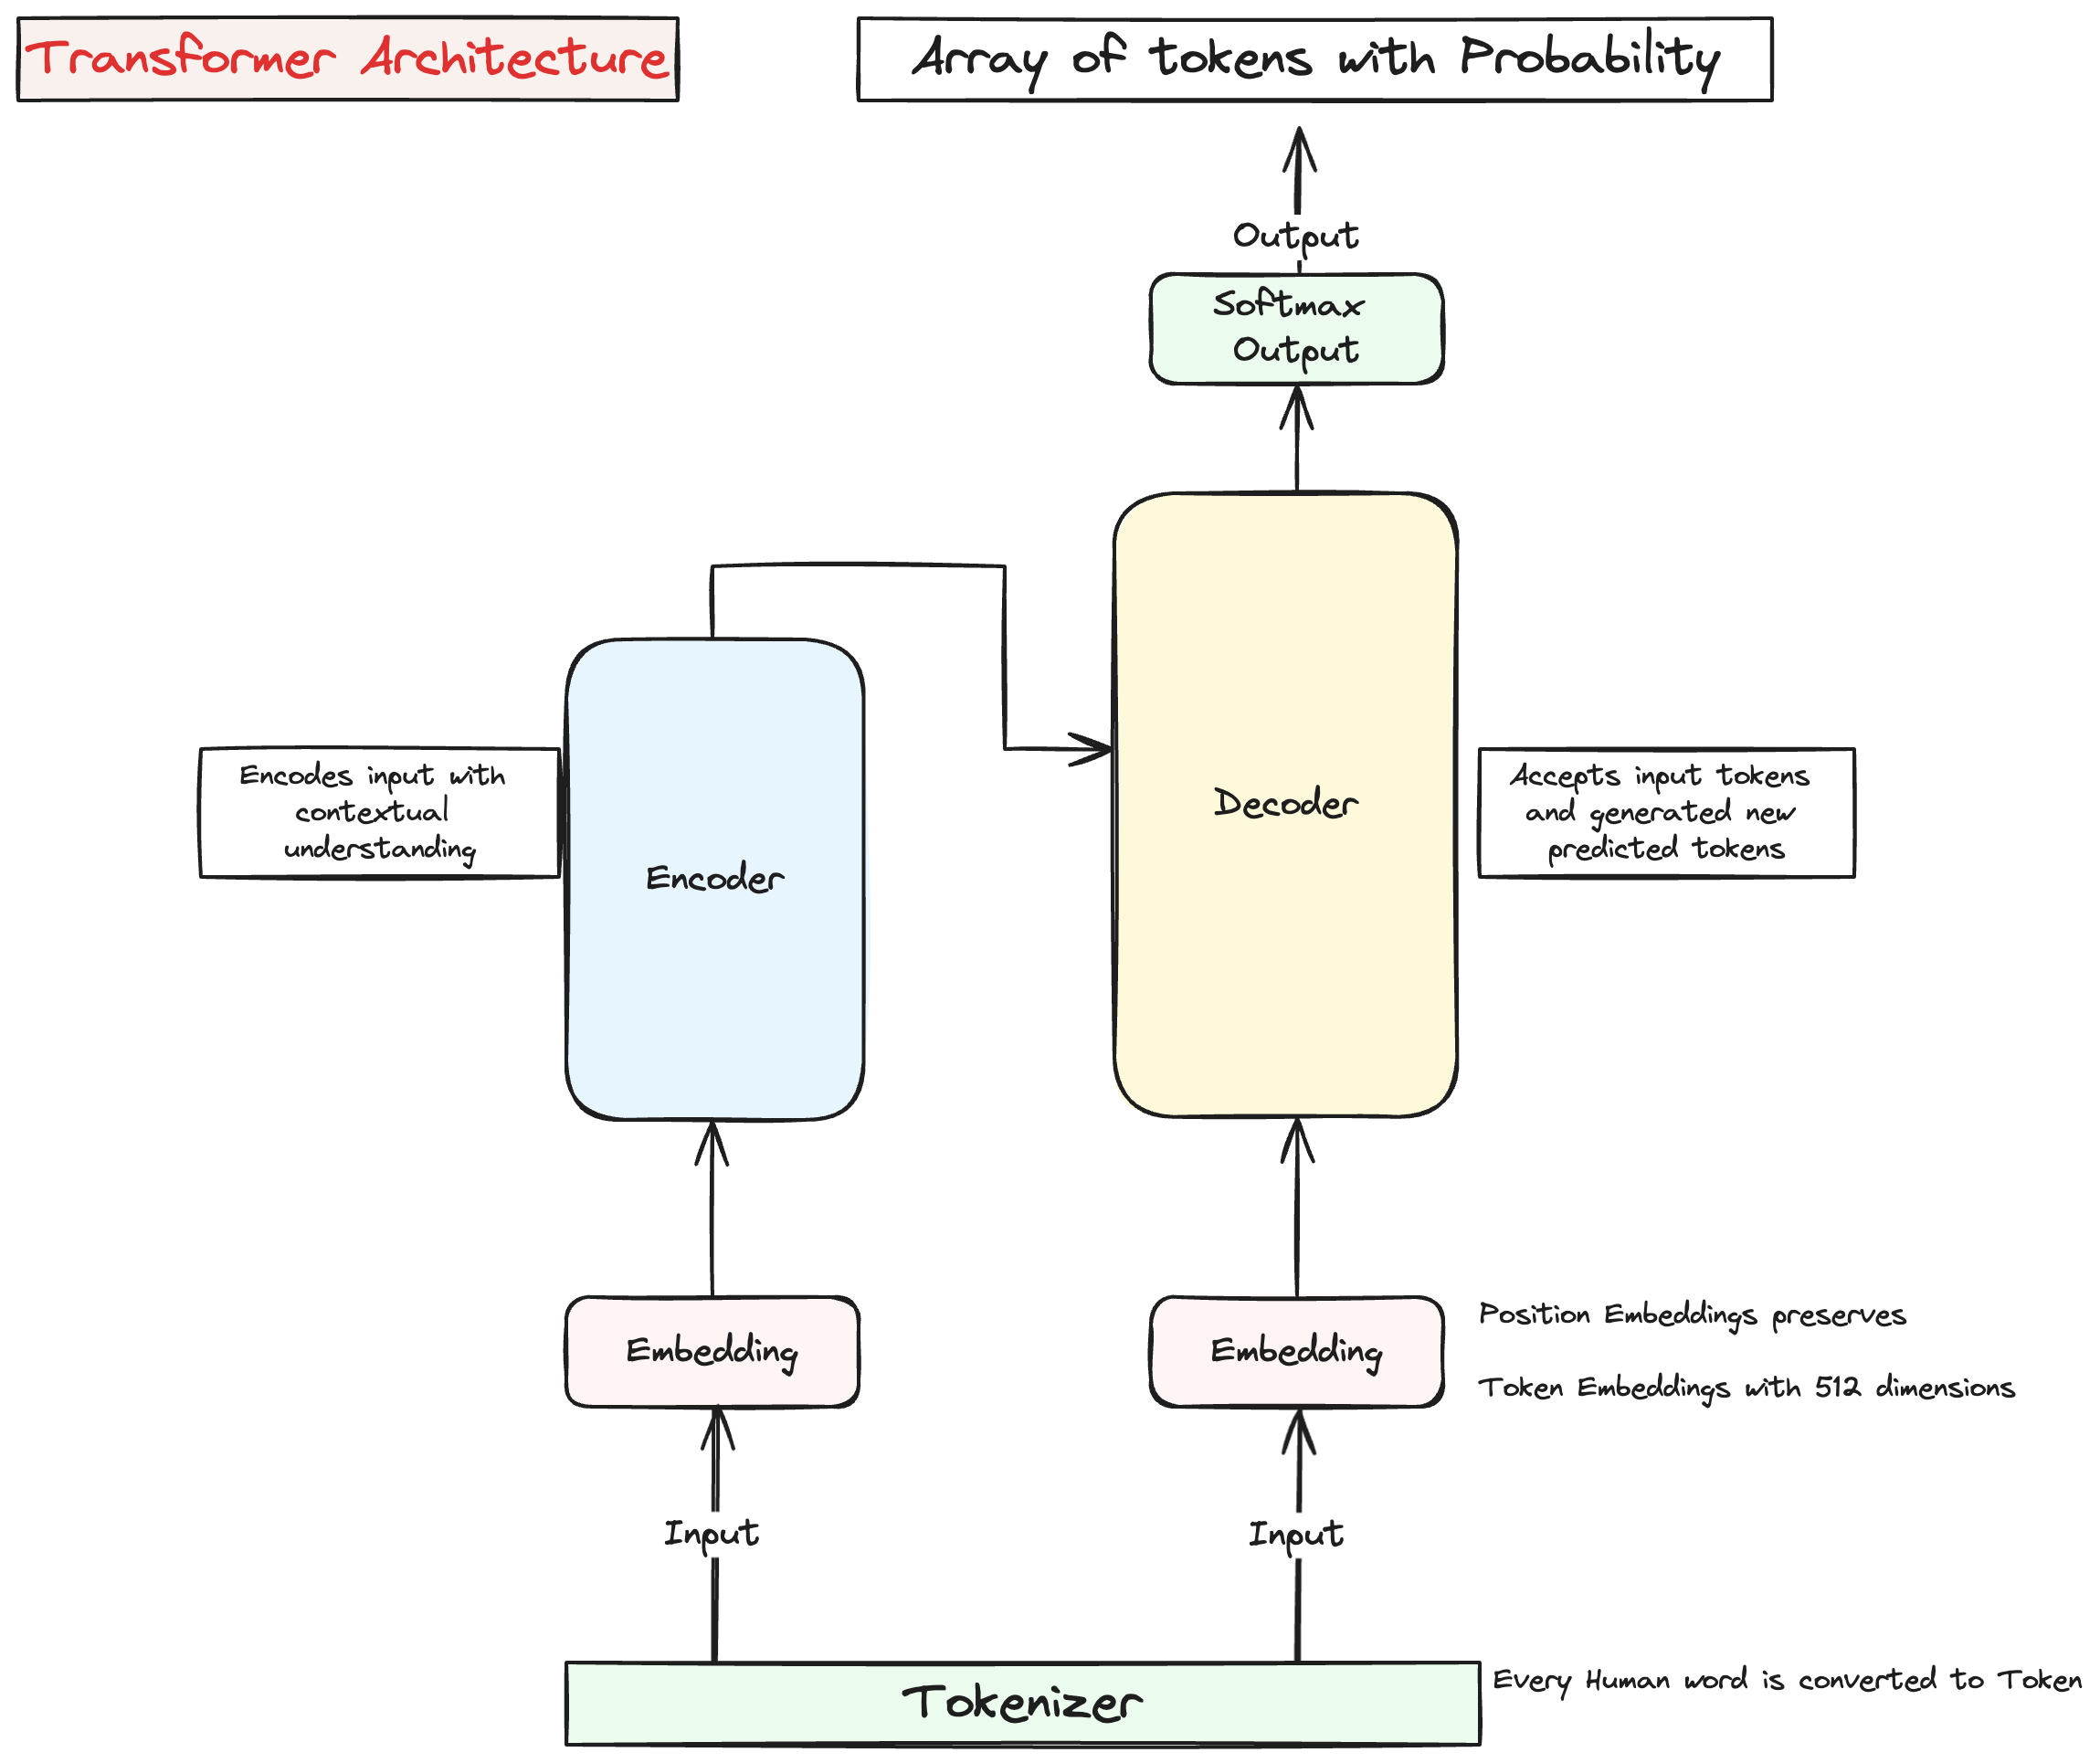 Transformer Architecture
Array of tokens with Probability
Output
Softmax
Output
Encodes input with
contextual
understanding
Encoder
Decoder
Accepts input tokens
and generated new
predicted tokens
Embedding
Embedding
Position Embeddings preserves
Token Embeddings with 512 dimensions
Input
Input
Tokenizer
Every Human word is converted to Token